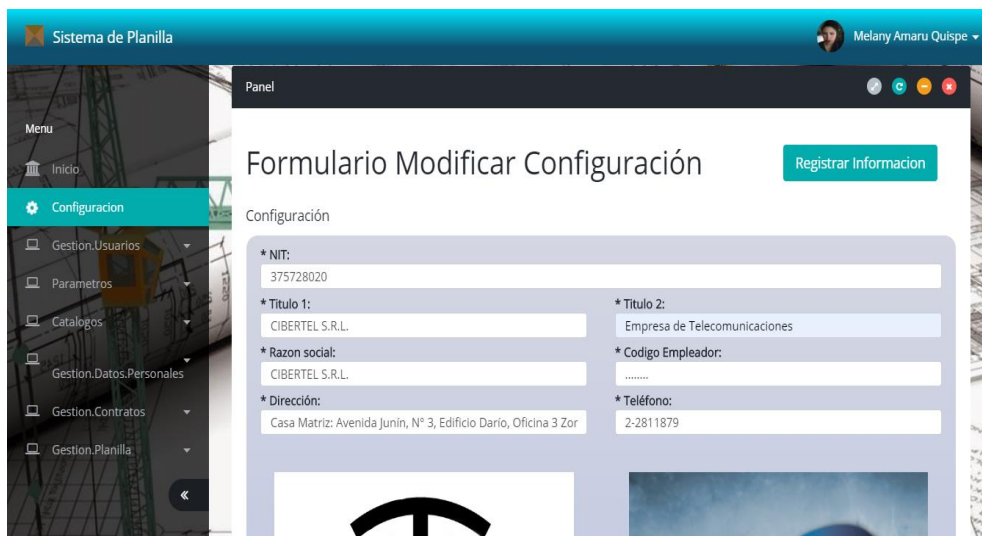 Sistema de Planilla
Melany Amaru Quispe
Panel
Menu
Inicio
Configuracion
Gestion.Usuarios
Parametros
Catalogos
Gestion.Datos.Personales
Gestion.Contratos
Gestion.Planilla
Formulario Modificar Configuración
Registrar Informacion
Configuración
* NIT:
375728020
* Titulo 1:
* Titulo 2:
CIBERTEL S.R.L.
Empresa de Telecomunicaciones
* Razon social:
* Codigo Empleador:
CIBERTEL S.R.L.
........
* Dirección:
* Teléfono:
Casa Matriz: Avenida Junín, Nº 3, Edificio Darío, Oficina 3 Zor
2-2811879